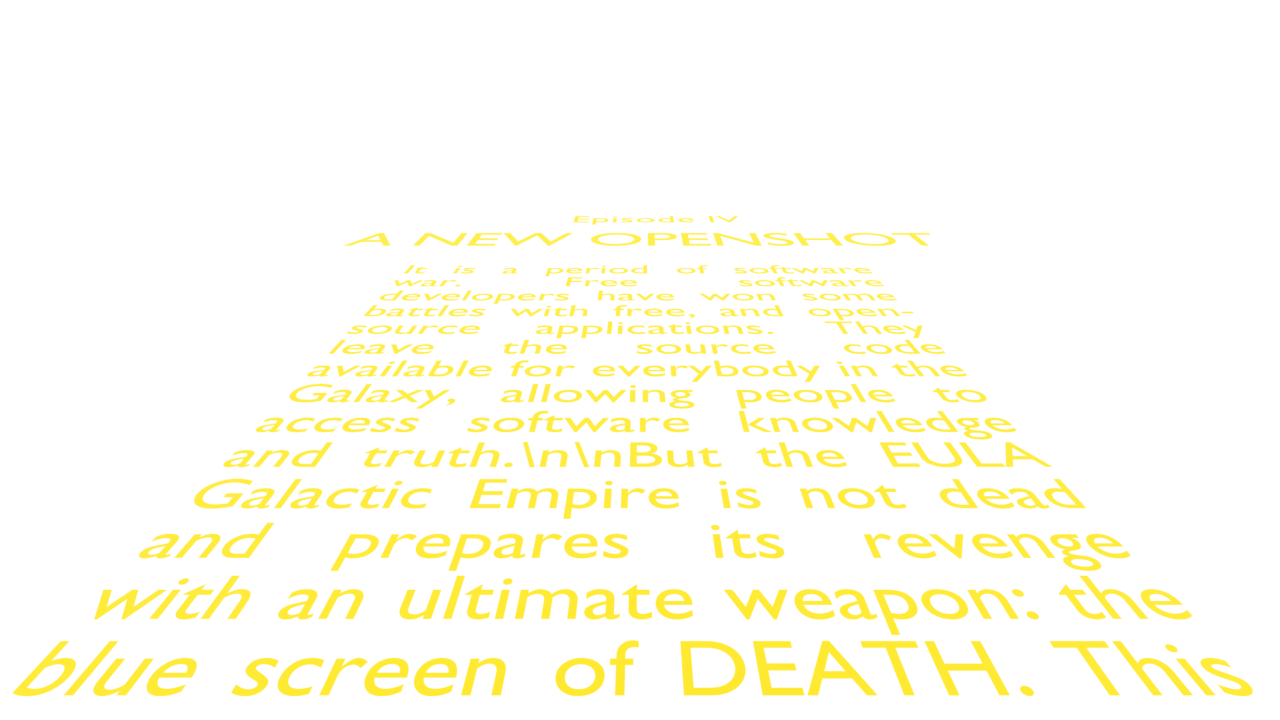 Episode IV
A NEW OPENSHOT
It is a period of software
war. Free software
developers have won some
battles with free, and open-
source applications. They
leave the source code
available for everybody in the
Galaxy, allowing people to
access software knowledge
and truth.\n\nBut the EULA
Galactic Empire is not dead
and prepares its revenge
with an ultimate weapon: the
blue screen of DEATH. This